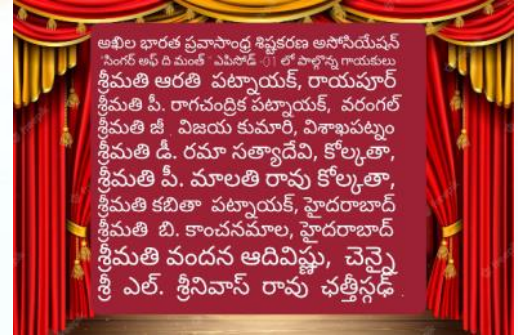 అఖిల భారత ప్రవాసాంధ్ర శిష్టకరణ అసోసియేషన్
"సింగర్ అఫ్ ది మంత్ " ఎపిసోడ్ -01 లో పాల్గొన్న గాయకులు
శ్రీమతి ఆరతి పట్నాయక్, రాయపూర్
శ్రీమతి పీ. రాగచంద్రిక పట్నాయక్, వరంగల్
శ్రీమతి జీ . విజయ కుమారి, విశాఖపట్నం
శ్రీమతి డీ. రమా సత్యాదేవి, కోల్కతా,
శ్రీమతి పీ. మాలతి రావు కోల్కతా,
శ్రీమతి కబితా పట్నాయక్, హైదరాబాద్
శ్రీమతి బి. కాంచనమాల, హైదరాబాద్
శ్రీమతి వందన ఆదివిష్ణు, చెన్నై
శ్రీ ఎల్. శ్రీనివాస్ రావు ఛత్తీస్గఢ్ .